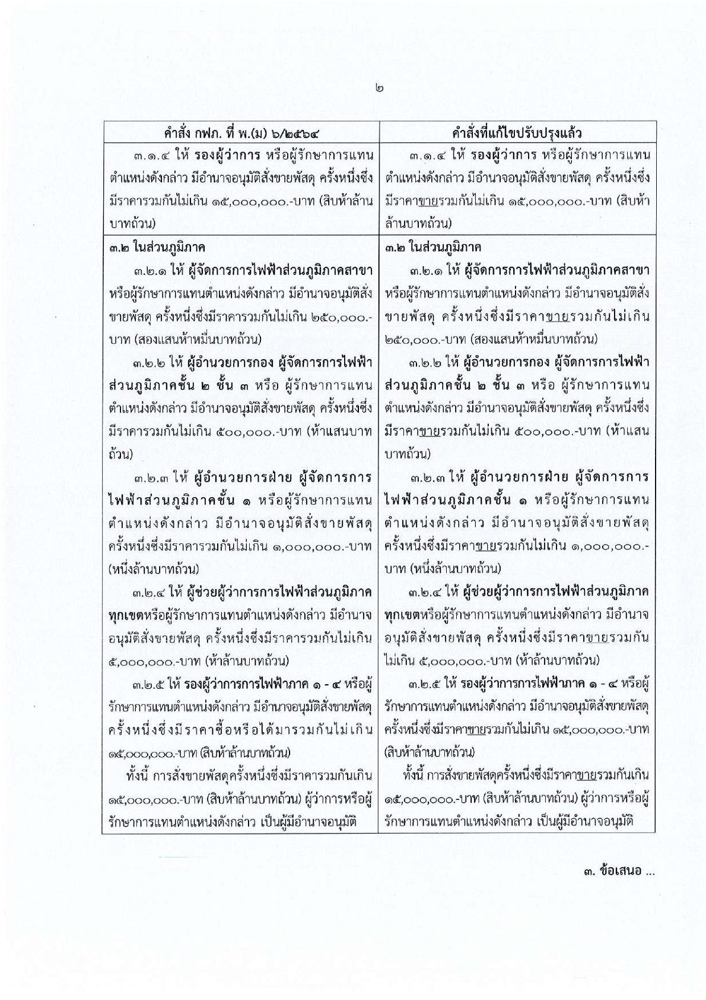 ๒
คำสั่ง กฟภ. ที่ พ.(ม) ๖/๒๕๖๔
๓.๑.๔ ให้ รองผู้ว่าการ หรือผู้รักษาการแทน
ตำแหน่งดังกล่าว มีอำนาจอนุมัติสั่งขายพัสดุ ครั้งหนึ่งซึ่ง
มีราคารวมกันไม่เกิน ๑๕,๐๐๐,๐๐๐.-บาท (สิบห้าล้าน
บาทถ้วน)
๓.๒ ในส่วนภูมิภาค
๓.๒.๑ ให้ ผู้จัดการการไฟฟ้าส่วนภูมิภาคสาขา
หรือผู้รักษาการแทนตำแหน่งดังกล่าว มีอำนาจอนุมัติสั่ง
ขายพัสดุ ครั้งหนึ่งซึ่งมีราคารวมกันไม่เกิน ๒๕๐,๐๐๐.-
บาท (สองแสนห้าหมื่นบาทถ้วน)
๓.๒.๒ ให้ ผู้อำนวยการกอง ผู้จัดการการไฟฟ้า
ส่วนภูมิภาคชั้น ๒ ชั้น ๓ หรือ ผู้รักษาการแทน
ตำแหน่งดังกล่าว มีอำนาจอนุมัติสั่งขายพัสดุ ครั้งหนึ่งซึ่ง
มีราคารวมกันไม่เกิน ๕๐๐,๐๐๐.-บาท (ห้าแสนบาท
ถ้วน)
๓.๒.๓ ให้ ผู้อำนวยการฝ่าย ผู้จัดการการ
ไฟฟ้าส่วนภูมิภาคชั้น ๑ หรือผู้รักษาการแทน
ตำแหน่งดังกล่าว มีอำนาจอนุมัติสั่งขายพัสดุ
ครั้งหนึ่งซึ่งมีราคารวมกันไม่เกิน ๑,๐๐๐,๐๐๐.-บาท
(หนึ่งล้านบาทถ้วน)
๓.๒.๔ ให้ ผู้ช่วยผู้ว่าการการไฟฟ้าส่วนภูมิภาค
ทุกเขตหรือผู้รักษาการแทนตำแหน่งดังกล่าว มีอำนาจ
อนุมัติสั่งขายพัสดุ ครั้งหนึ่งซึ่งมีราคารวมกันไม่เกิน
๕,๐๐๐,๐๐๐.-บาท (ห้าล้านบาทถ้วน)
๓.๒.๕ ให้ รองผู้ว่าการการไฟฟ้าภาค ๑ - ๔ หรือผู้
รักษาการแทนตำแหน่งดังกล่าว มีอำนาจอนุมัติสั่งขายพัสดุ
ครั้งหนึ่งซึ่งมีราคาซื้อหรือได้มารวมกันไม่เกิน
๑๕,๐๐๐,๐๐๐.-บาท (สิบห้าล้านบาทถ้วน)
ทั้งนี้ การสั่งขายพัสดุครั้งหนึ่งซึ่งมีราคารวมกันเกิน
๑๕,๐๐๐,๐๐๐.-บาท (สิบห้าล้านบาทถ้วน) ผู้ว่าการหรือผู้
รักษาการแทนตำแหน่งดังกล่าว เป็นผู้มีอำนาจอนุมัติ
คำสั่งที่แก้ไขปรับปรุงแล้ว
๓.๑.๔ ให้ รองผู้ว่าการ หรือผู้รักษาการแทน
ตำแหน่งดังกล่าว มีอำนาจอนุมัติสั่งขายพัสดุ ครั้งหนึ่งซึ่ง
มีราคาขายรวมกันไม่เกิน ๑๕,๐๐๐,๐๐๐.-บาท (สิบห้า
ล้านบาทถ้วน)
๓.๒ ในส่วนภูมิภาค
๓.๒.๑ ให้ ผู้จัดการการไฟฟ้าส่วนภูมิภาคสาขา
หรือผู้รักษาการแทนตำแหน่งดังกล่าว มีอำนาจอนุมัติสั่ง
ขายพัสดุ ครั้งหนึ่งซึ่งมีราคาขายรวมกันไม่เกิน
๒๕๐,๐๐๐.-บาท (สองแสนห้าหมื่นบาทถ้วน)
๓.๒.๒ ให้ ผู้อำนวยการกอง ผู้จัดการการไฟฟ้า
ส่วนภูมิภาคชั้น ๒ ชั้น ๓ หรือ ผู้รักษาการแทน
ตำแหน่งดังกล่าว มีอำนาจอนุมัติสั่งขายพัสดุ ครั้งหนึ่งซึ่ง
มีราคาขายรวมกันไม่เกิน ๕๐๐,๐๐๐.-บาท (ห้าแสน
บาทถ้วน)
๓.๒.๓ ให้ ผู้อำนวยการฝ่าย ผู้จัดการการ
ไฟฟ้าส่วนภูมิภาคชั้น ๑ หรือผู้รักษาการแทน
ตำแหน่งดังกล่าว มีอำนาจอนุมัติสั่งขายพัสดุ
ครั้งหนึ่งซึ่งมีราคาขายรวมกันไม่เกิน ๑,๐๐๐,๐๐๐.-
บาท (หนึ่งล้านบาทถ้วน)
๓.๒.๔ ให้ ผู้ช่วยผู้ว่าการการไฟฟ้าส่วนภูมิภาค
ทุกเขตหรือผู้รักษาการแทนตำแหน่งดังกล่าว มีอำนาจ
อนุมัติสั่งขายพัสดุ ครั้งหนึ่งซึ่งมีราคาขายรวมกัน
ไม่เกิน ๕,๐๐๐,๐๐๐.-บาท (ห้าล้านบาทถ้วน)
๓.๒.๕ ให้ รองผู้ว่าการการไฟฟ้าภาค ๑ - ๔ หรือผู้
รักษาการแทนตำแหน่งดังกล่าว มีอำนาจอนุมัติสั่งขายพัสดุ
ครั้งหนึ่งซึ่งมีราคาขายรวมกันไม่เกิน ๑๕,๐๐๐,๐๐๐.-บาท
(สิบห้าล้านบาทถ้วน)
ทั้งนี้ การสั่งขายพัสดุครั้งหนึ่งซึ่งมีราคาขายรวมกันเกิน
๑๕,๐๐๐,๐๐๐.-บาท (สิบห้าล้านบาทถ้วน) ผู้ว่าการหรือผู้
รักษาการแทนตำแหน่งดังกล่าว เป็นผู้มีอำนาจอนุมัติ
๓. ข้อเสนอ ...